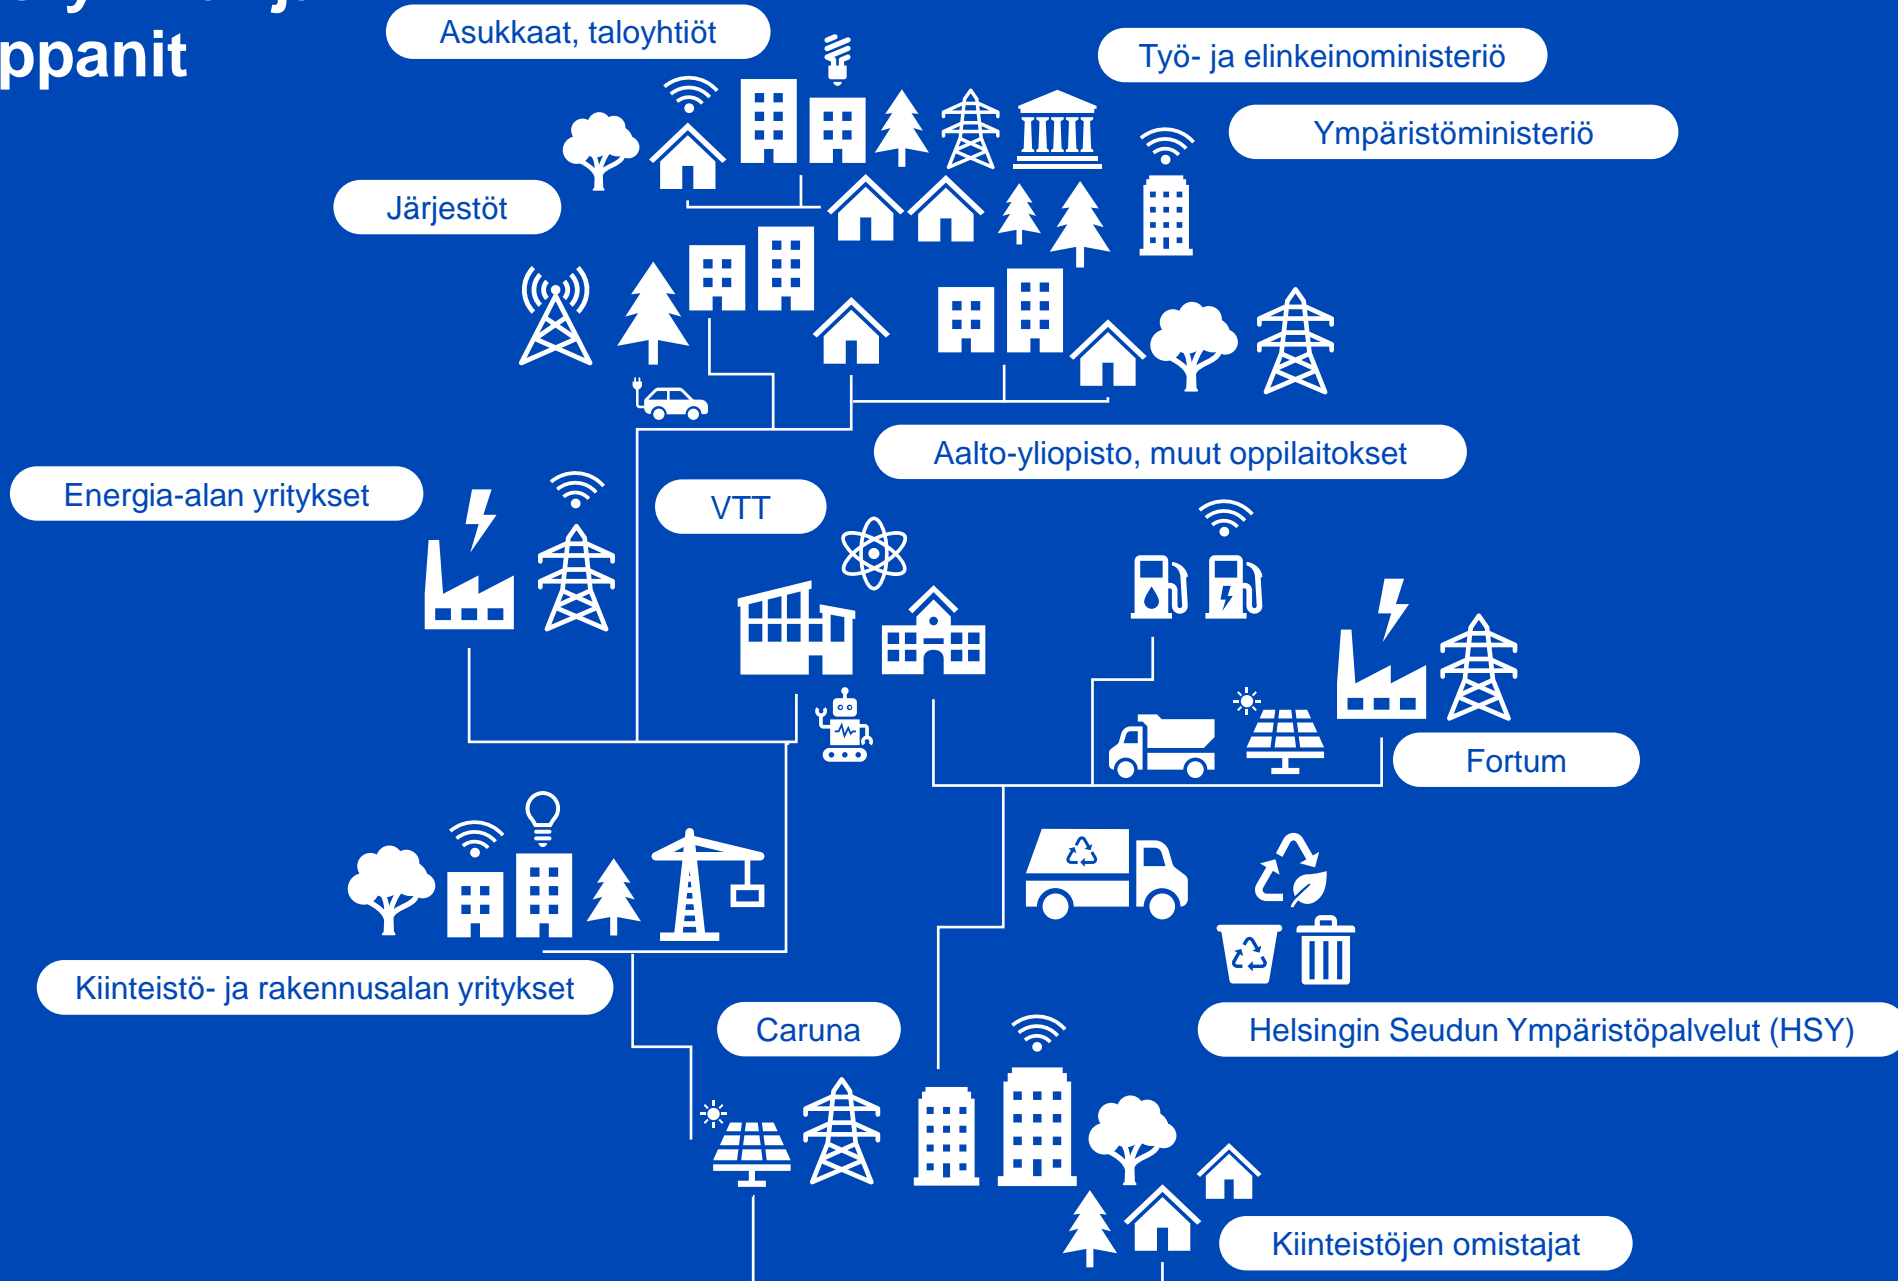 Asukkaat, taloyhtiöt
Työ- ja elinkeinoministeriö
Ympäristöministeriö
Järjestöt
Aalto-yliopisto, muut oppilaitokset
Energia-alan yritykset
VTT
Fortum
Kiinteistö- ja rakennusalan yritykset
Caruna
Helsingin Seudun Ympäristöpalvelut (HSY)
Kiinteistöjen omistajat